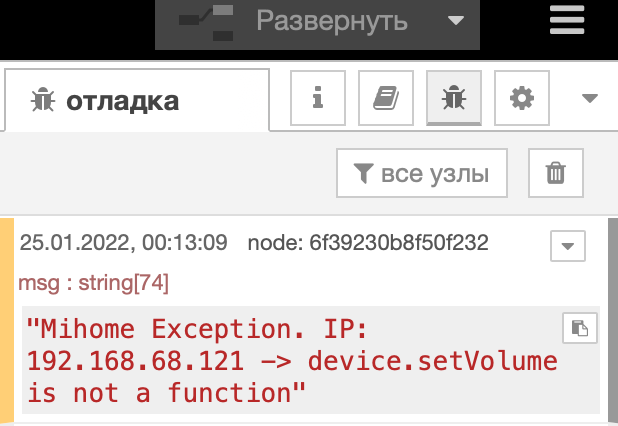 Развернуть
отладка
i
все узлы
25.01.2022, 00:13:09 node: 6f39230b8f50f232
msg : string[74]
"Mihome Exception. IP:
192.168.68.121 -> device.setVolume
is not a function"